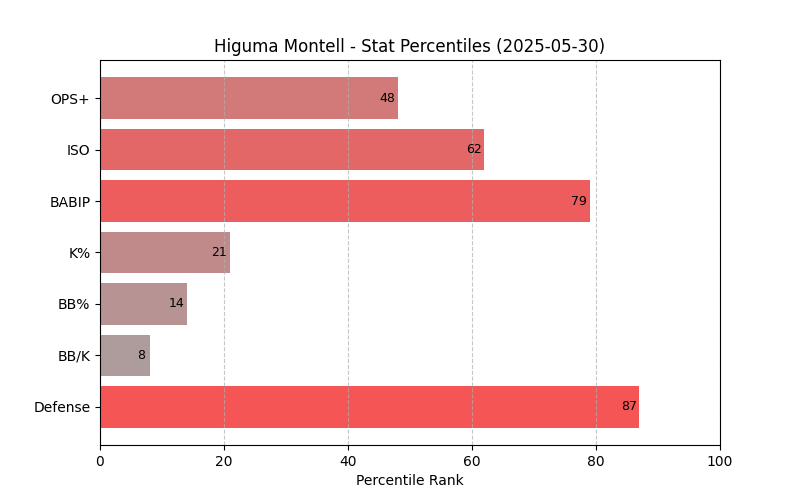 Higuma Montell - Stat Percentiles (2025-05-30)
OPS+ 48
ISO 62
BABIP 79
K% 21
BB% 14
BB/K 8
Defense 87
0 20 40 60 80 100
Percentile Rank